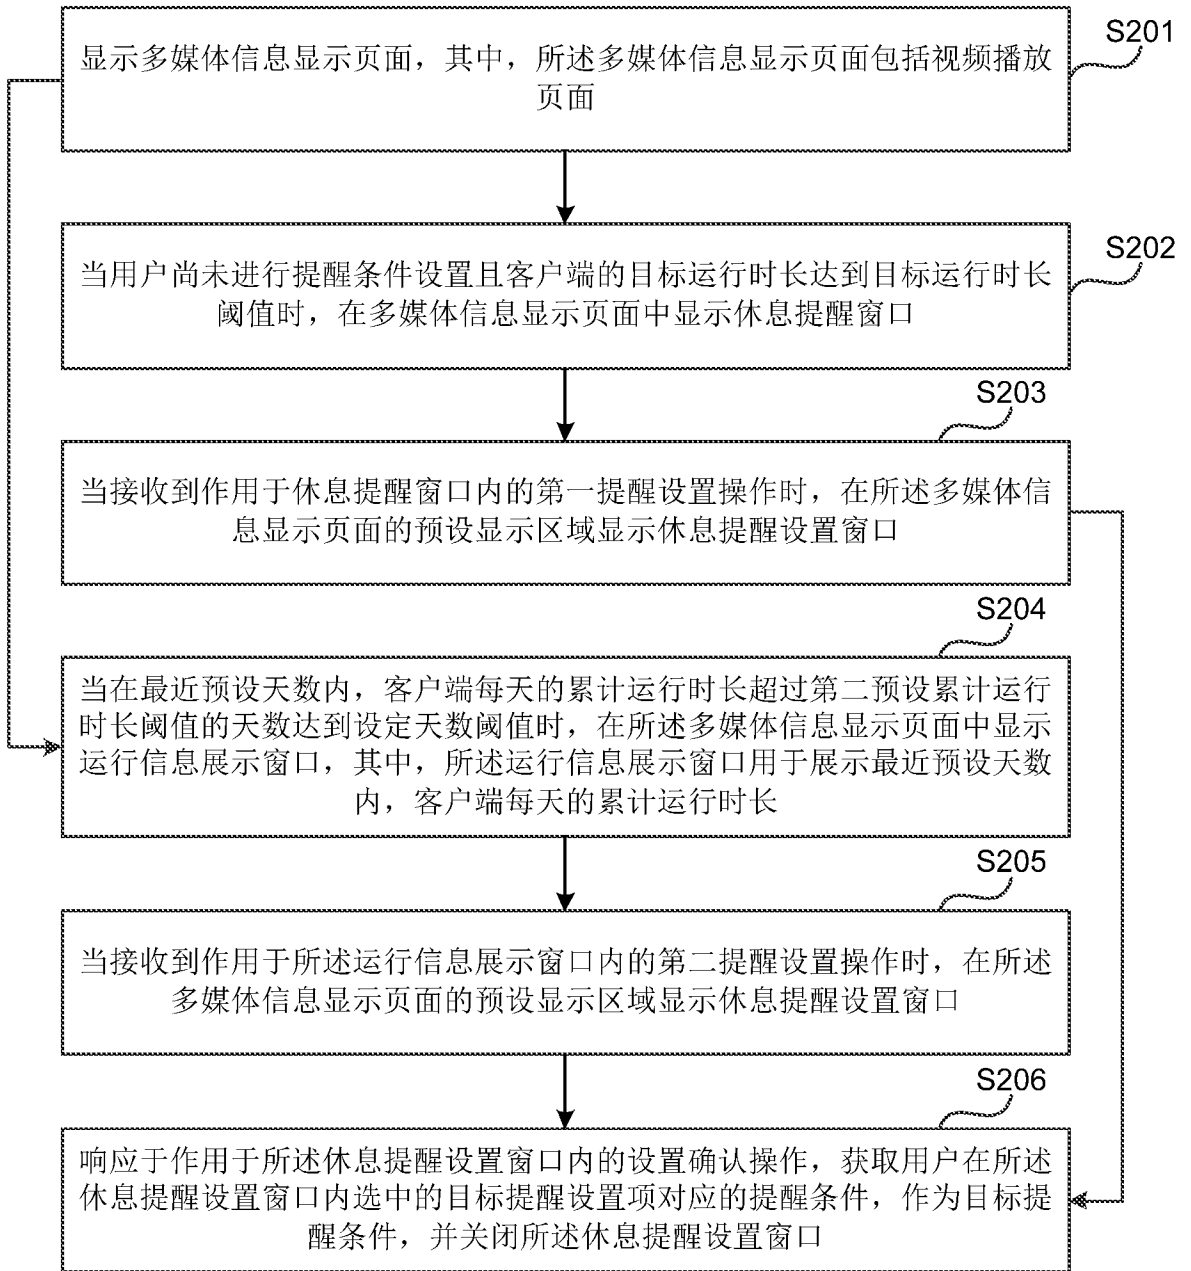 S201
显示多媒体信息显示页面，其中，所述多媒体信息显示页面包括视频播放
页面
S202
当用户尚未进行提醒条件设置且客户端的目标运行时长达到目标运行时长
阈值时，在多媒体信息显示页面中显示休息提醒窗口
S203
当接收到作用于休息提醒窗口内的第一提醒设置操作时，在所述多媒体信
息显示页面的预设显示区域显示休息提醒设置窗口
S204
当在最近预设天数内，客户端每天的累计运行时长超过第二预设累计运行
时长阈值的天数达到设定天数阈值时，在所述多媒体信息显示页面中显示
运行信息展示窗口，其中，所述运行信息展示窗口用于展示最近预设天数
内，客户端每天的累计运行时长
S205
当接收到作用于所述运行信息展示窗口内的第二提醒设置操作时，在所述
多媒体信息显示页面的预设显示区域显示休息提醒设置窗口
S206
响应于作用于所述休息提醒设置窗口内的设置确认操作，获取用户在所述
休息提醒设置窗口内选中的目标提醒设置项对应的提醒条件，作为目标提
醒条件，并关闭所述休息提醒设置窗口